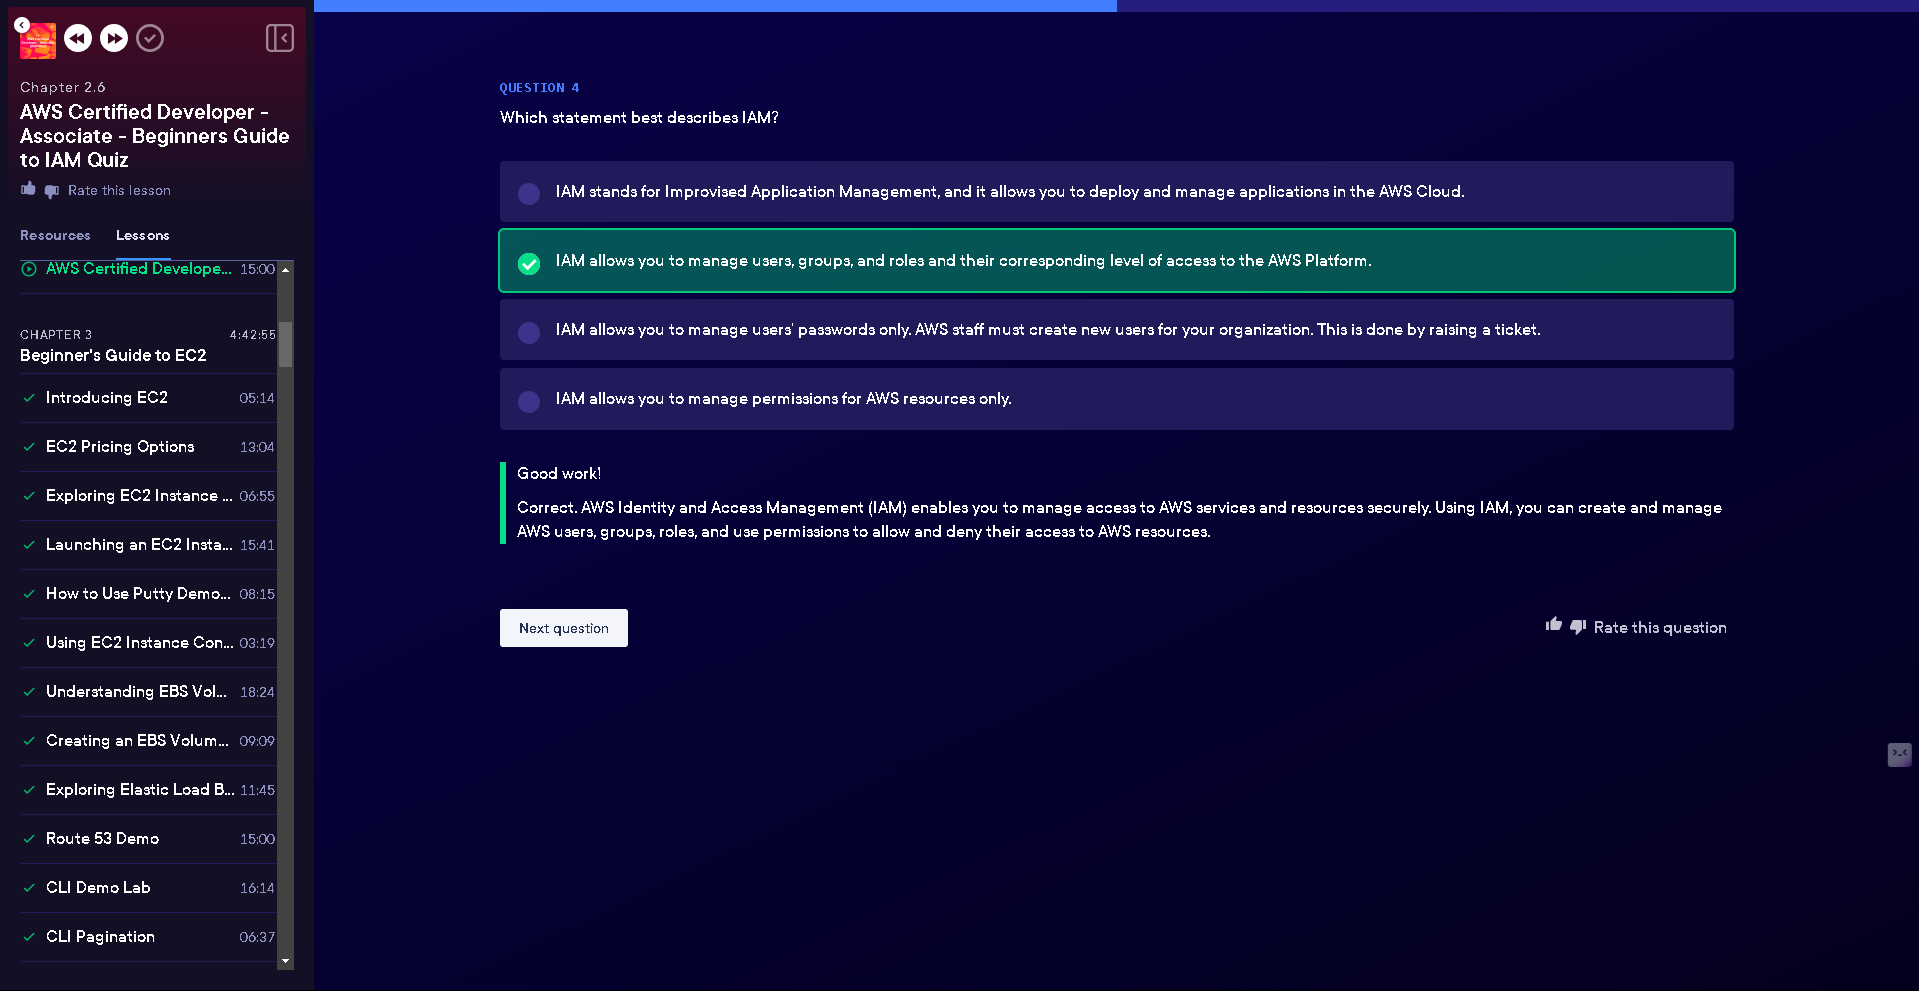 Chapter 2.6
AWS Certified Developer -
Associate - Beginners Guide
to IAM Quiz
Rate this lesson
Resources Lessons
AWS Certified Develope... 15:00
CHAPTER 3 4:42:55
Beginner's Guide to EC2
Introducing EC2 05:14
EC2 Pricing Options 13:04
Exploring EC2 Instance ... 06:55
Launching an EC2 Insta... 15:41
How to Use Putty Demo... 08:15
Using EC2 Instance Con... 03:19
Understanding EBS Vol... 18:24
Creating an EBS Volum... 09:09
Exploring Elastic Load B... 11:45
Route 53 Demo 15:00
CLI Demo Lab 16:14
CLI Pagination 06:37
QUESTION 4
Which statement best describes IAM?
IAM stands for Improvised Application Management, and it allows you to deploy and manage applications in the AWS Cloud.
IAM allows you to manage users, groups, and roles and their corresponding level of access to the AWS Platform.
IAM allows you to manage users' passwords only. AWS staff must create new users for your organization. This is done by raising a ticket.
IAM allows you to manage permissions for AWS resources only.
Good work!
Correct. AWS Identity and Access Management (IAM) enables you to manage access to AWS services and resources securely. Using IAM, you can create and manage
AWS users, groups, roles, and use permissions to allow and deny their access to AWS resources.
Next question
Rate this question